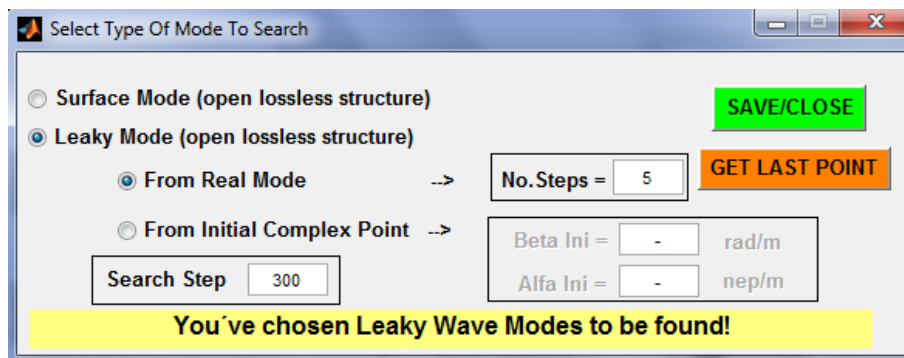 Select Type Of Mode To Search
Surface Mode (open lossless structure)
SAVE/CLOSE
Leaky Mode (open lossless structure)
From Real Mode --> No.Steps = 5
GET LAST POINT
From Initial Complex Point -->
Beta Ini = - rad/m
Search Step 300
Alfa Ini = - nep/m
You´ve chosen Leaky Wave Modes to be found!